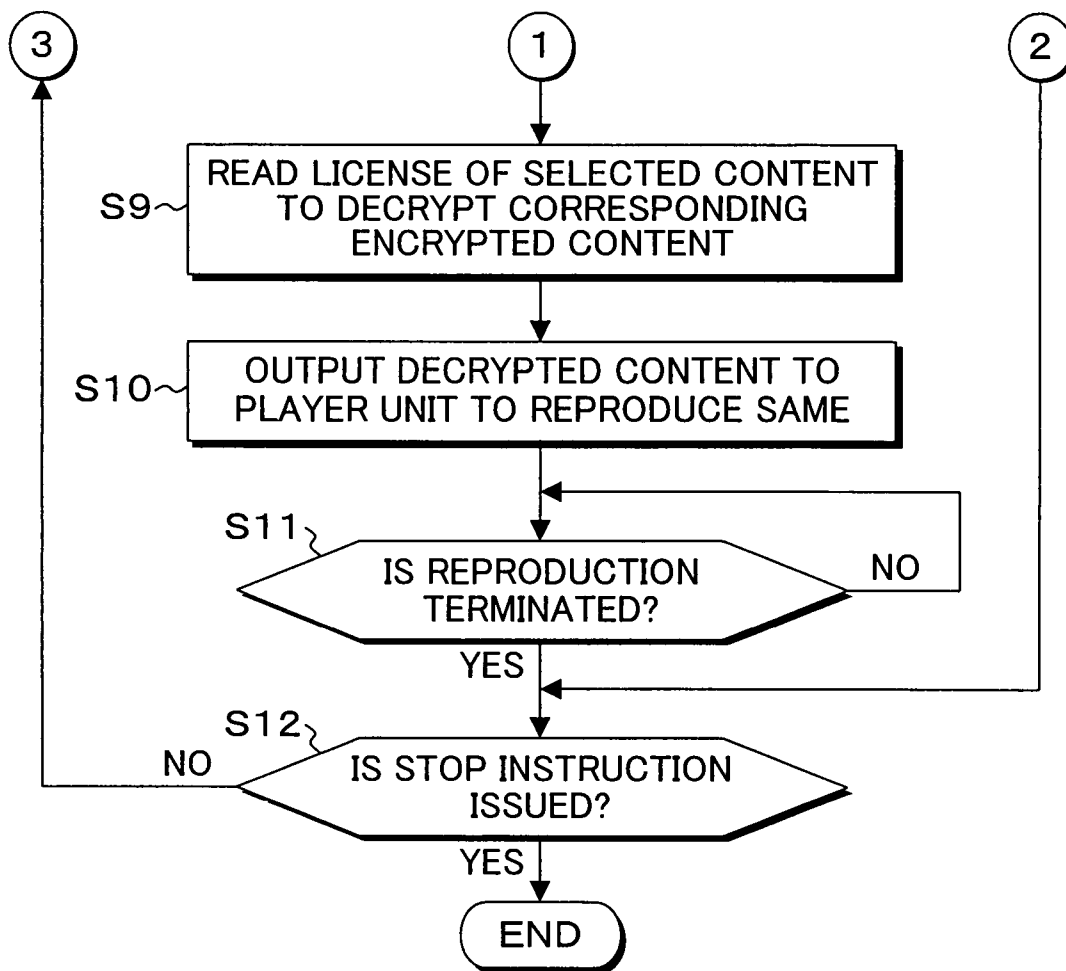 3
1
2
S9
READ LICENSE OF SELECTED CONTENT
TO DECRYPT CORRESPONDING
ENCRYPTED CONTENT
S10
OUTPUT DECRYPTED CONTENT TO
PLAYER UNIT TO REPRODUCE SAME
S11
IS REPRODUCTION
TERMINATED?
NO
YES
S12
IS STOP INSTRUCTION
ISSUED?
NO
YES
END